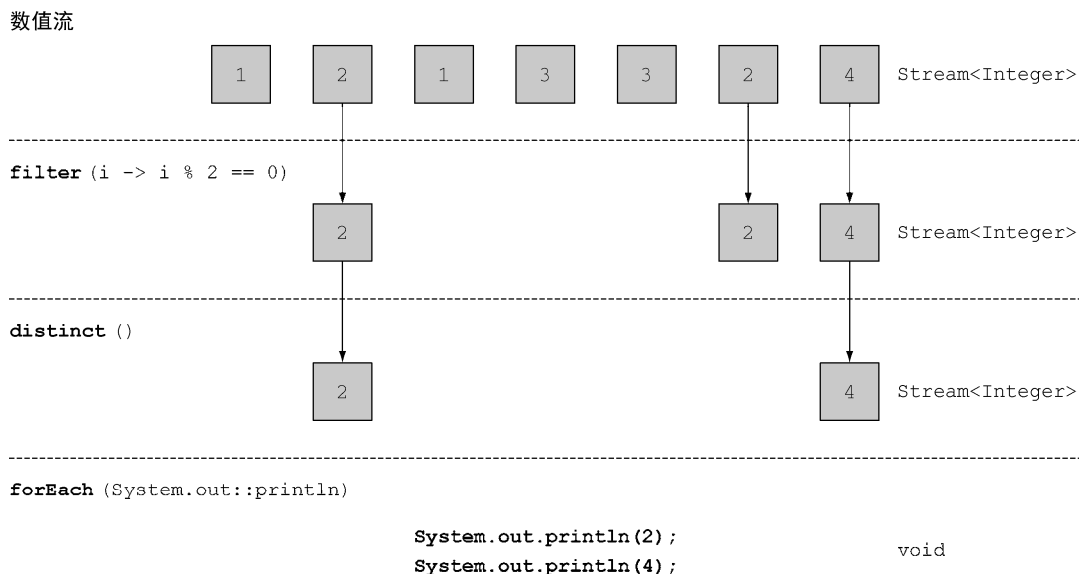 数值流
1 2 1 3 3 2 4 Stream<Integer>
filter (i -> i % 2 == 0)
2 2 4 Stream<Integer>
distinct ()
2 4 Stream<Integer>
forEach (System.out::println)
System.out.println(2);
void
System.out.println(4);